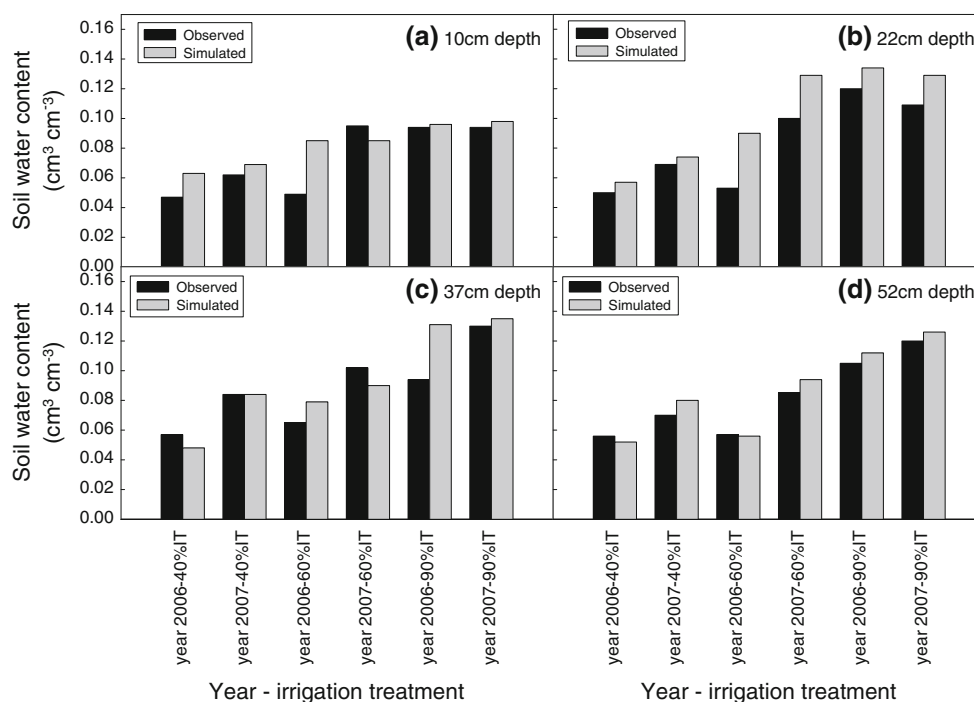 0.16
0.14
0.12
0.10
0.08
0.06
0.04
0.02
0.00
Soil water content
(cm³ cm⁻³)
Observed
Simulated
(a) 10cm depth
Observed
Simulated
(b) 22cm depth
0.16
0.14
0.12
0.10
0.08
0.06
0.04
0.02
0.00
Soil water content
(cm³ cm⁻³)
Observed
Simulated
(c) 37cm depth
Observed
Simulated
(d) 52cm depth
year 2006-40%IT
year 2007-40%IT
year 2006-60%IT
year 2007-60%IT
year 2006-90%IT
year 2007-90%IT
year 2006-40%IT
year 2007-40%IT
year 2006-60%IT
year 2007-60%IT
year 2006-90%IT
year 2007-90%IT
Year - irrigation treatment
Year - irrigation treatment